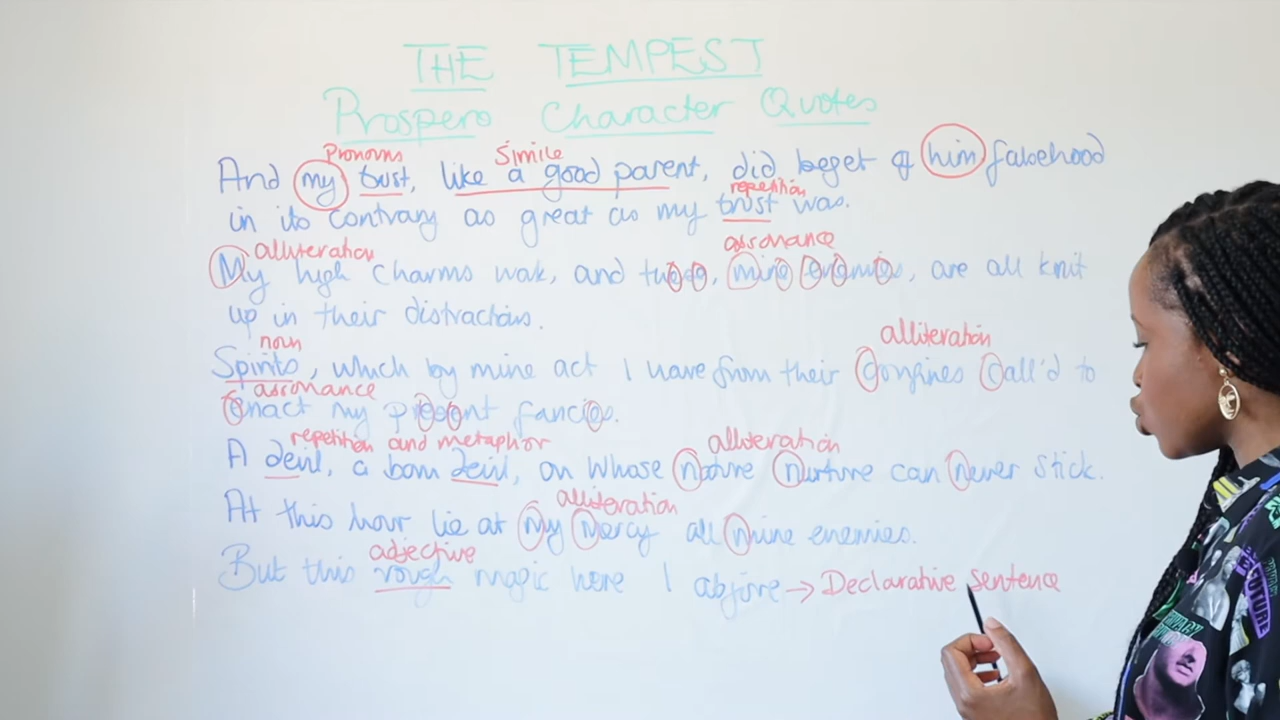 THE TEMPEST
Prospero Character Quotes
Pronouns
Simile
And my trust, like a good parent, did beget of him falsehood
repetition
in its contrary as great as my trust was.
alliteration
assonance
My high charms wok, and these, mine enemies, are all knit
up in their distractions.
noun
alliteration
Spirits, which by mine act I have from their confines call'd to
assonance
enact my present fancies.
repetition and metaphor
alliteration
A devil, a born devil, on whose nature Nurture can never stick.
alliteration
At this hour lie at my mercy all mine enemies.
adjective
But this rough magic here I abjure → Declarative sentence